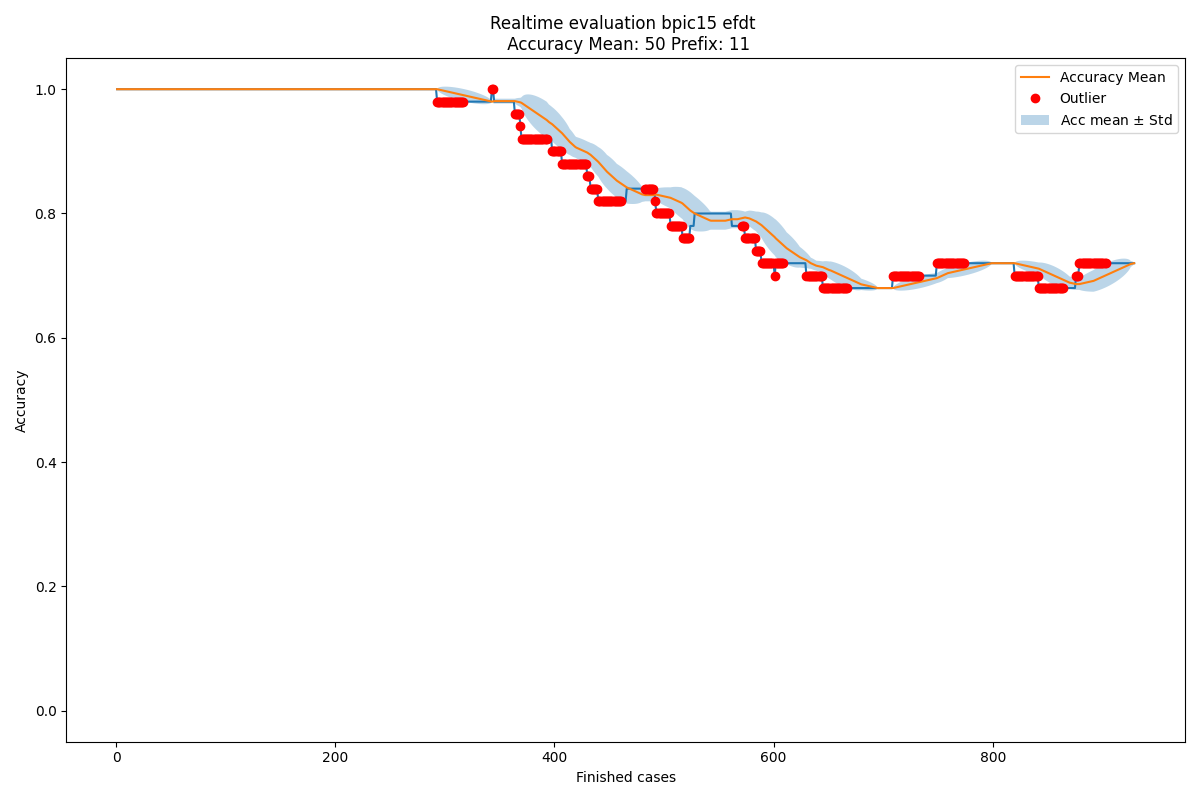 Realtime evaluation bpic15 efdt
Accuracy Mean: 50 Prefix: 11
Accuracy Mean
Outlier
Acc mean ± Std
1.0
0.8
0.6
0.4
0.2
0.0
Accuracy
0 200 400 600 800
Finished cases